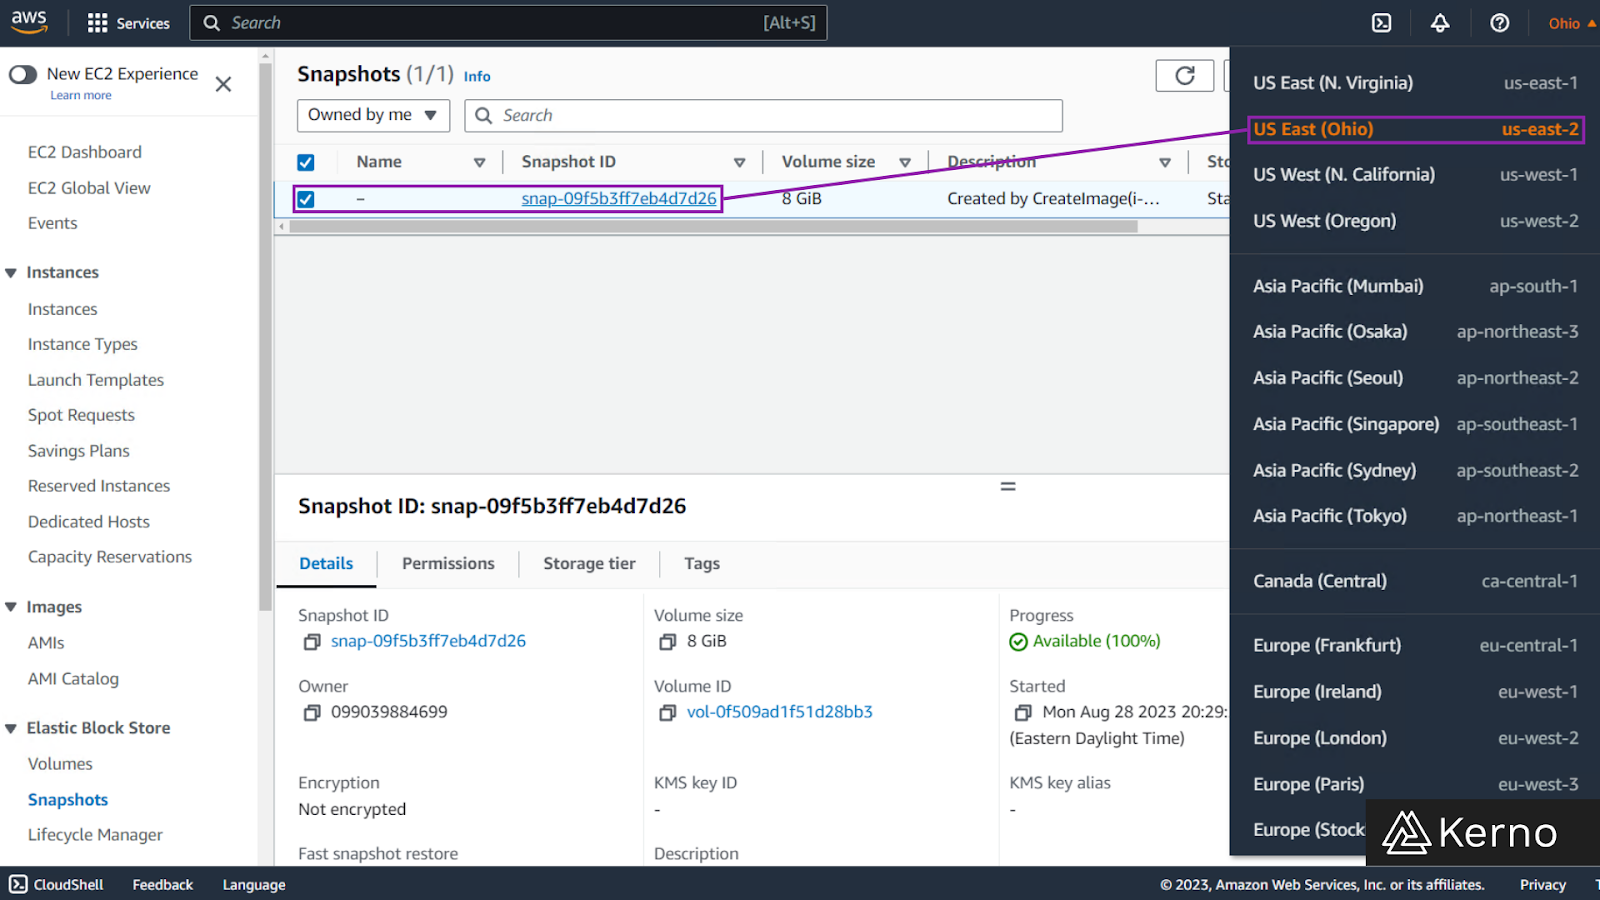 aws
Services
Search
[Alt+S]
Ohio
New EC2 Experience
Learn more
EC2 Dashboard
EC2 Global View
Events
Instances
Instances
Instance Types
Launch Templates
Spot Requests
Savings Plans
Reserved Instances
Dedicated Hosts
Capacity Reservations
Images
AMIs
AMI Catalog
Elastic Block Store
Volumes
Snapshots
Lifecycle Manager
Snapshots (1/1) Info
Owned by me
Search
Name Snapshot ID Volume size Description Sto
– snap-09f5b3ff7eb4d7d26 8 GiB Created by CreateImage(i-... Sta
Snapshot ID: snap-09f5b3ff7eb4d7d26
Details Permissions Storage tier Tags
Snapshot ID
snap-09f5b3ff7eb4d7d26
Volume size
8 GiB
Progress
Available (100%)
Owner
099039884699
Volume ID
vol-0f509ad1f51d28bb3
Started
Mon Aug 28 2023 20:29:
(Eastern Daylight Time)
Encryption
Not encrypted
KMS key ID
-
KMS key alias
-
Fast snapshot restore
Description
US East (N. Virginia) us-east-1
US East (Ohio) us-east-2
US West (N. California) us-west-1
US West (Oregon) us-west-2
Asia Pacific (Mumbai) ap-south-1
Asia Pacific (Osaka) ap-northeast-3
Asia Pacific (Seoul) ap-northeast-2
Asia Pacific (Singapore) ap-southeast-1
Asia Pacific (Sydney) ap-southeast-2
Asia Pacific (Tokyo) ap-northeast-1
Canada (Central) ca-central-1
Europe (Frankfurt) eu-central-1
Europe (Ireland) eu-west-1
Europe (London) eu-west-2
Europe (Paris) eu-west-3
Europe (Stock
Kerno
CloudShell Feedback Language
© 2023, Amazon Web Services, Inc. or its affiliates. Privacy T